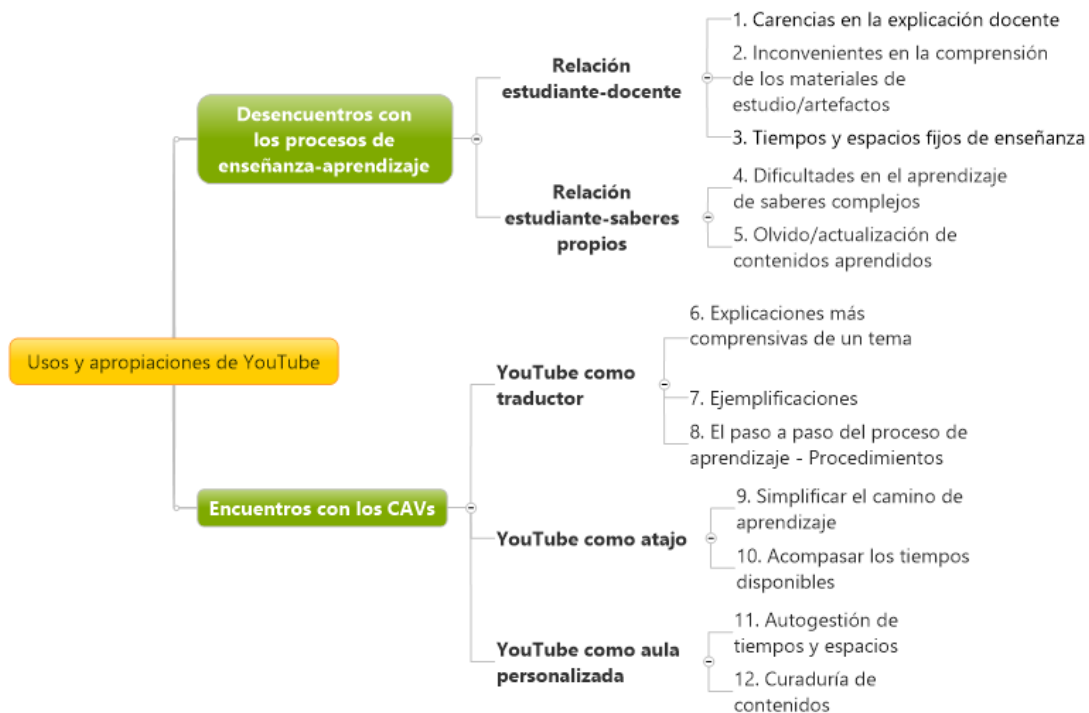 Usos y apropiaciones de YouTube
Desencuentros con
los procesos de
enseñanza-aprendizaje
Relación
estudiante-docente
1. Carencias en la explicación docente
2. Inconvenientes en la comprensión
de los materiales de
estudio/artefactos
3. Tiempos y espacios fijos de enseñanza
Relación
estudiante-saberes
propios
4. Dificultades en el aprendizaje
de saberes complejos
5. Olvido/actualización de
contenidos aprendidos
Encuentros con los CAVs
YouTube como
traductor
6. Explicaciones más
comprensivas de un tema
7. Ejemplificaciones
8. El paso a paso del proceso de
aprendizaje - Procedimientos
YouTube como atajo
9. Simplificar el camino de
aprendizaje
10. Acompasar los tiempos
disponibles
YouTube como aula
personalizada
11. Autogestión de
tiempos y espacios
12. Curaduría de
contenidos